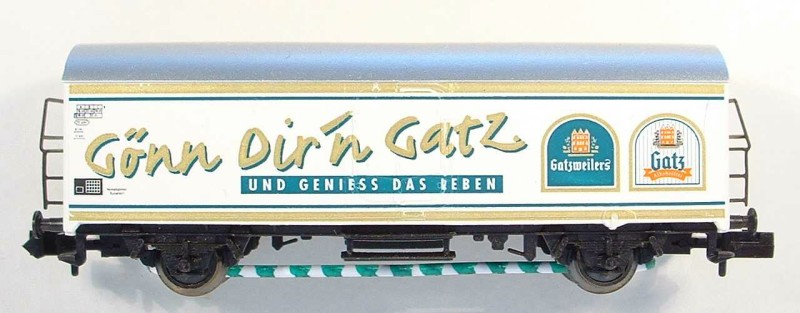 Gönn Dir'n Gatz
UND GENIESS DAS LEBEN
Gatzweilers
Gatz